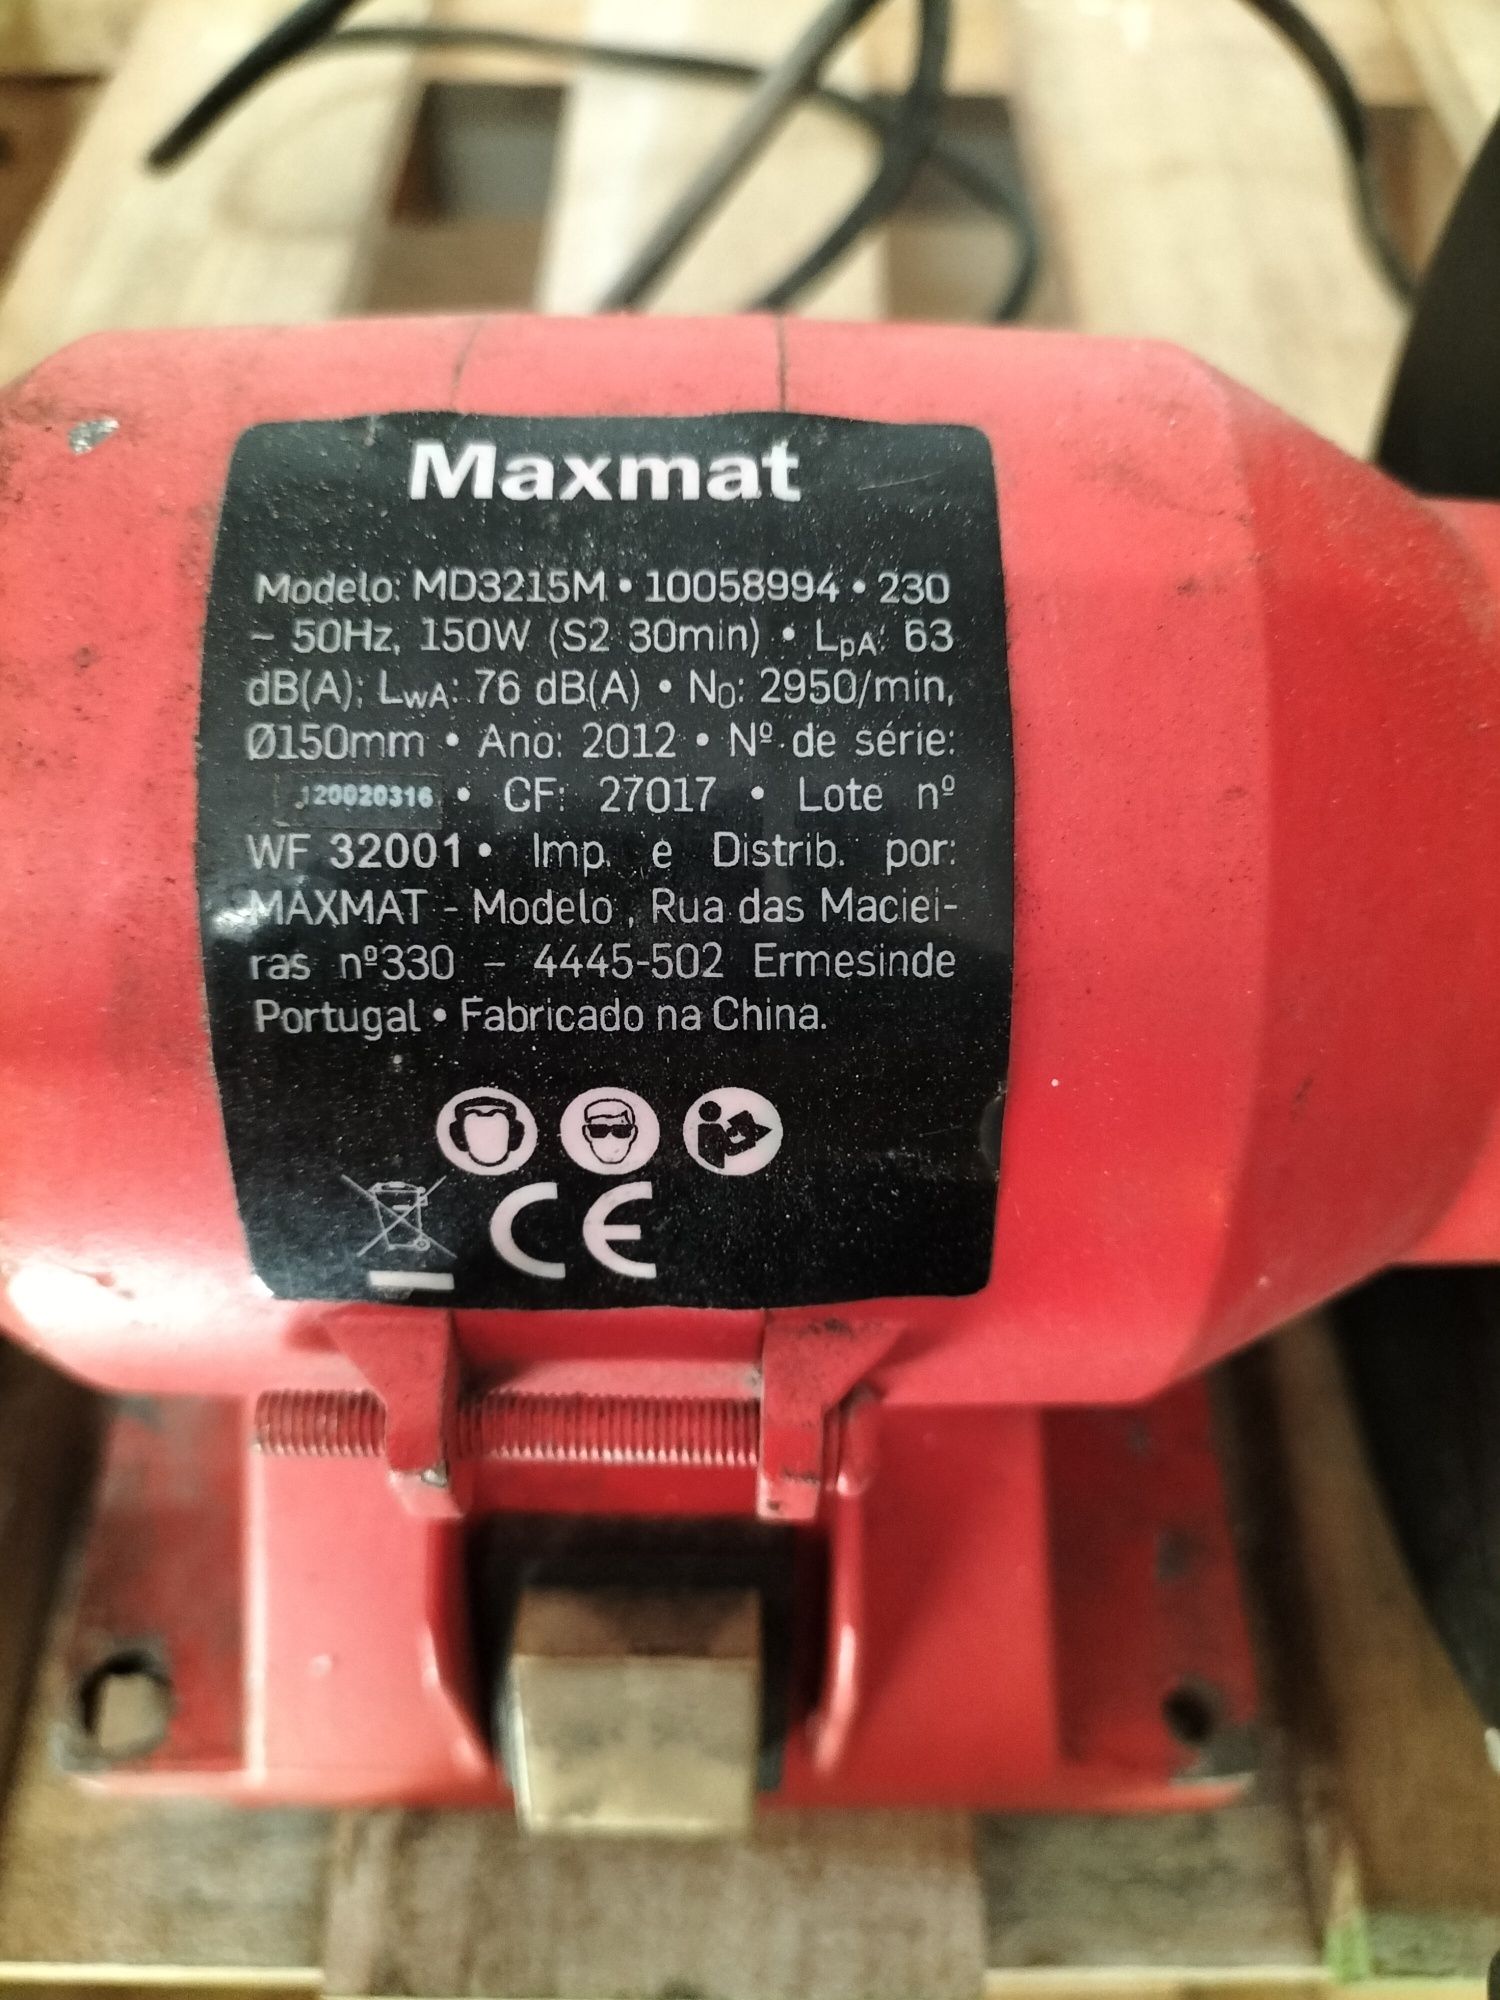 Maxmat
Modelo: MD3215M • 10058994 • 230
~ 50Hz, 150W (S2 30min) • LpA: 63
dB(A); LwA: 76 dB(A) • N0: 2950/min,
Ø150mm • Ano: 2012 • Nº de série:
120020316 • CF: 27017 • Lote nº
WF 32001 • Imp. e Distrib. por:
MAXMAT - Modelo , Rua das Maciei-
ras nº330 – 4445-502 Ermesinde
Portugal • Fabricado na China.
CE